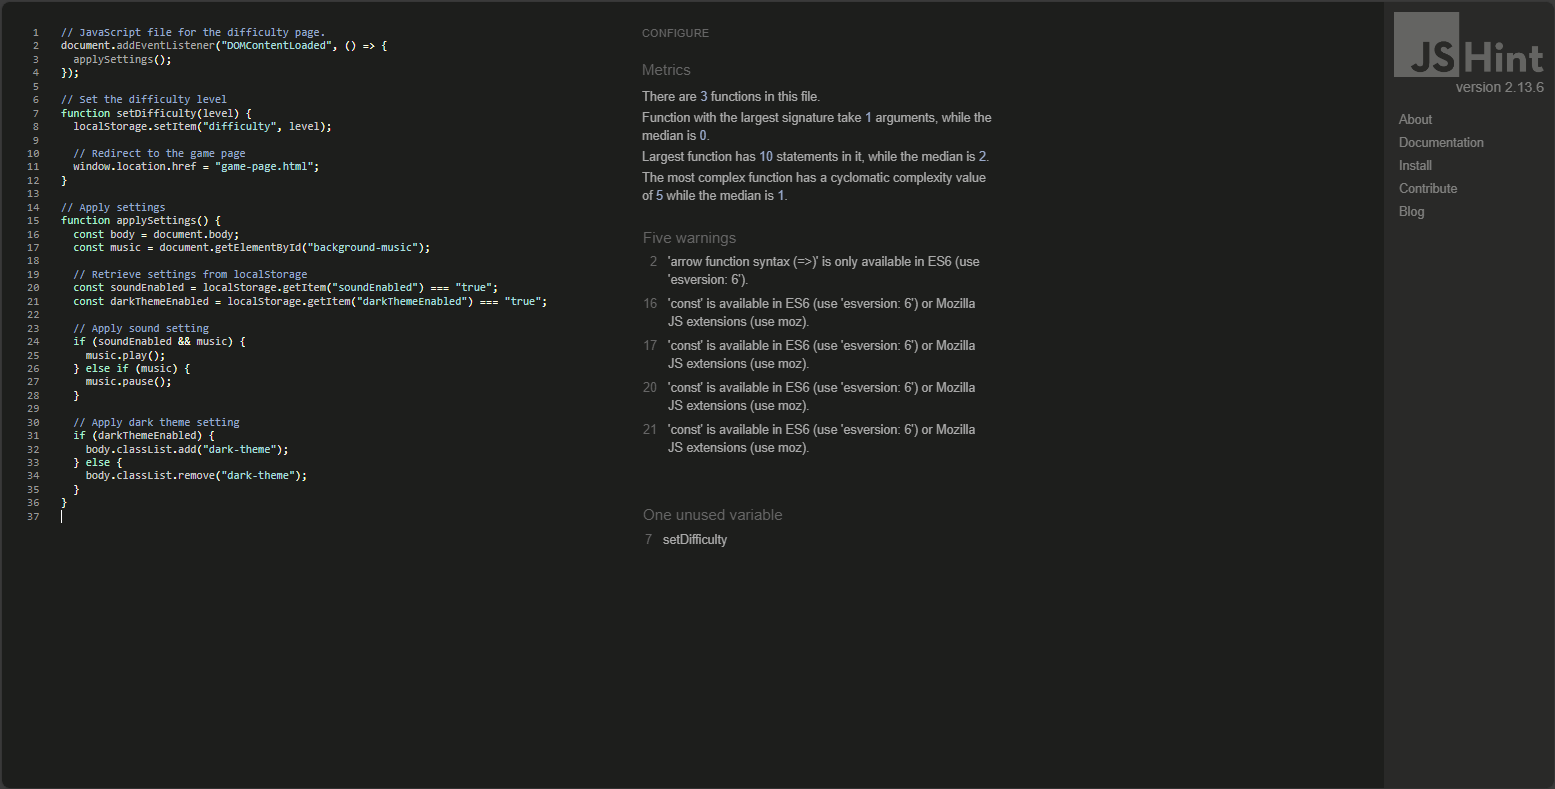 1 // JavaScript file for the difficulty page.
2 document.addEventListener("DOMContentLoaded", () => {
3 applySettings();
4 });
5
6 // Set the difficulty level
7 function setDifficulty(level) {
8 localStorage.setItem("difficulty", level);
9
10 // Redirect to the game page
11 window.location.href = "game-page.html";
12 }
13
14 // Apply settings
15 function applySettings() {
16 const body = document.body;
17 const music = document.getElementById("background-music");
18
19 // Retrieve settings from localStorage
20 const soundEnabled = localStorage.getItem("soundEnabled") === "true";
21 const darkThemeEnabled = localStorage.getItem("darkThemeEnabled") === "true";
22
23 // Apply sound setting
24 if (soundEnabled && music) {
25 music.play();
26 } else if (music) {
27 music.pause();
28 }
29
30 // Apply dark theme setting
31 if (darkThemeEnabled) {
32 body.classList.add("dark-theme");
33 } else {
34 body.classList.remove("dark-theme");
35 }
36 }
37
CONFIGURE
Metrics
There are 3 functions in this file.
Function with the largest signature take 1 arguments, while the
median is 0.
Largest function has 10 statements in it, while the median is 2.
The most complex function has a cyclomatic complexity value
of 5 while the median is 1.
Five warnings
2 'arrow function syntax (=>)' is only available in ES6 (use
'esversion: 6').
16 'const' is available in ES6 (use 'esversion: 6') or Mozilla
JS extensions (use moz).
17 'const' is available in ES6 (use 'esversion: 6') or Mozilla
JS extensions (use moz).
20 'const' is available in ES6 (use 'esversion: 6') or Mozilla
JS extensions (use moz).
21 'const' is available in ES6 (use 'esversion: 6') or Mozilla
JS extensions (use moz).
One unused variable
7 setDifficulty
JSHint
version 2.13.6
About
Documentation
Install
Contribute
Blog